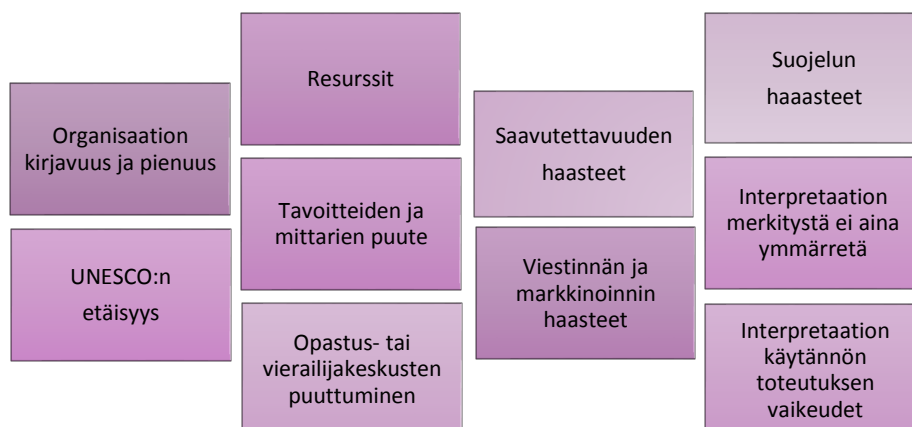 Organisaation
kirjavuus ja pienuus
UNESCO:n
etäisyys
Resurssit
Tavoitteiden ja
mittarien puute
Opastus- tai
vierailijakeskusten
puuttuminen
Saavutettavuuden
haasteet
Viestinnän ja
markkinoinnin
haasteet
Suojelun
haaasteet
Interpretaation
merkitystä ei aina
ymmärretä
Interpretaation
käytännön
toteutuksen
vaikeudet